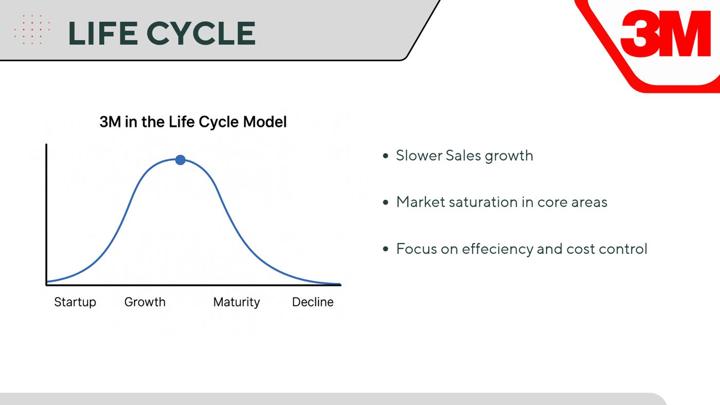 LIFE CYCLE
3M
3M in the Life Cycle Model
Startup Growth Maturity Decline
• Slower Sales growth
• Market saturation in core areas
• Focus on effeciency and cost control